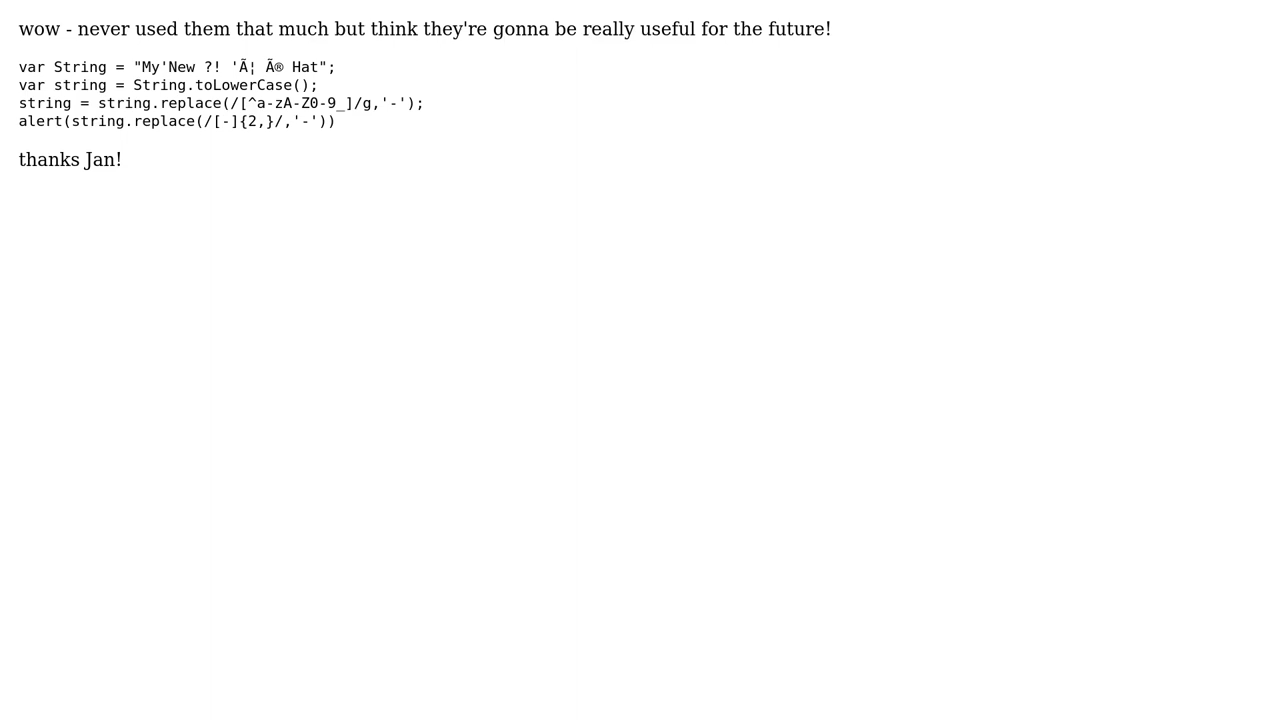 wow - never used them that much but think they're gonna be really useful for the future!
var String = "My'New ?! 'Ã¦ Ã® Hat";
var string = String.toLowerCase();
string = string.replace(/[^a-zA-Z0-9_]/g,'-');
alert(string.replace(/[-]{2,}/,'-'))
thanks Jan!